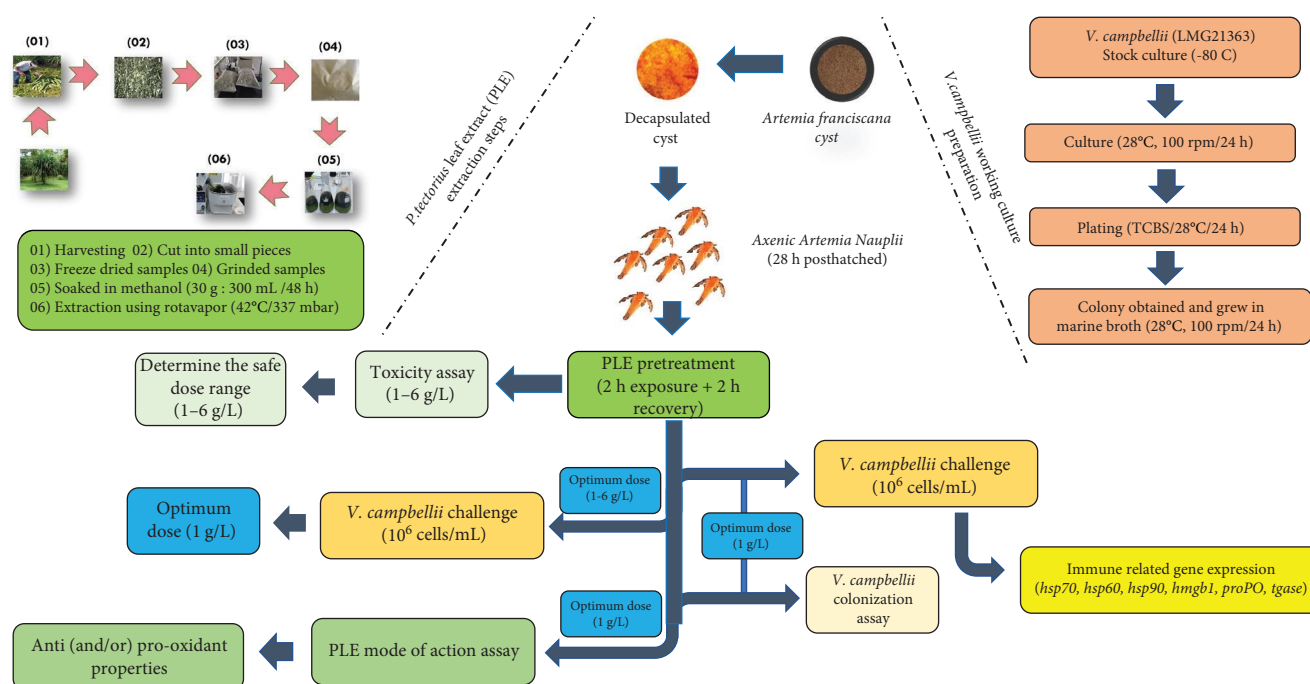 (01)
(02)
(03)
(04)
(05)
(06)
01) Harvesting 02) Cut into small pieces
03) Freeze dried samples 04) Grinded samples
05) Soaked in methanol (30 g : 300 mL /48 h)
06) Extraction using rotavapor (42°C/337 mbar)
P.tectorius leaf extract (PLE)
extraction steps
Decapsulated
cyst
Artemia franciscana
cyst
Axenic Artemia Nauplii
(28 h posthatched)
V.campbellii working culture
preparation
V. campbellii (LMG21363)
Stock culture (-80 C)
Culture (28°C, 100 rpm/24 h)
Plating (TCBS/28°C/24 h)
Colony obtained and grew in
marine broth (28°C, 100 rpm/24 h)
Determine the safe
dose range
(1–6 g/L)
Toxicity assay
(1–6 g/L)
PLE pretreatment
(2 h exposure + 2 h
recovery)
Optimum
dose (1 g/L)
V. campbellii challenge
(10⁶ cells/mL)
Optimum dose
(1-6 g/L)
Optimum dose
(1 g/L)
V. campbellii challenge
(10⁶ cells/mL)
Immune related gene expression
(hsp70, hsp60, hsp90, hmgb1, proPO, tgase)
V. campbellii
colonization
assay
Optimum dose
(1 g/L)
PLE mode of action assay
Anti (and/or) pro-oxidant
properties